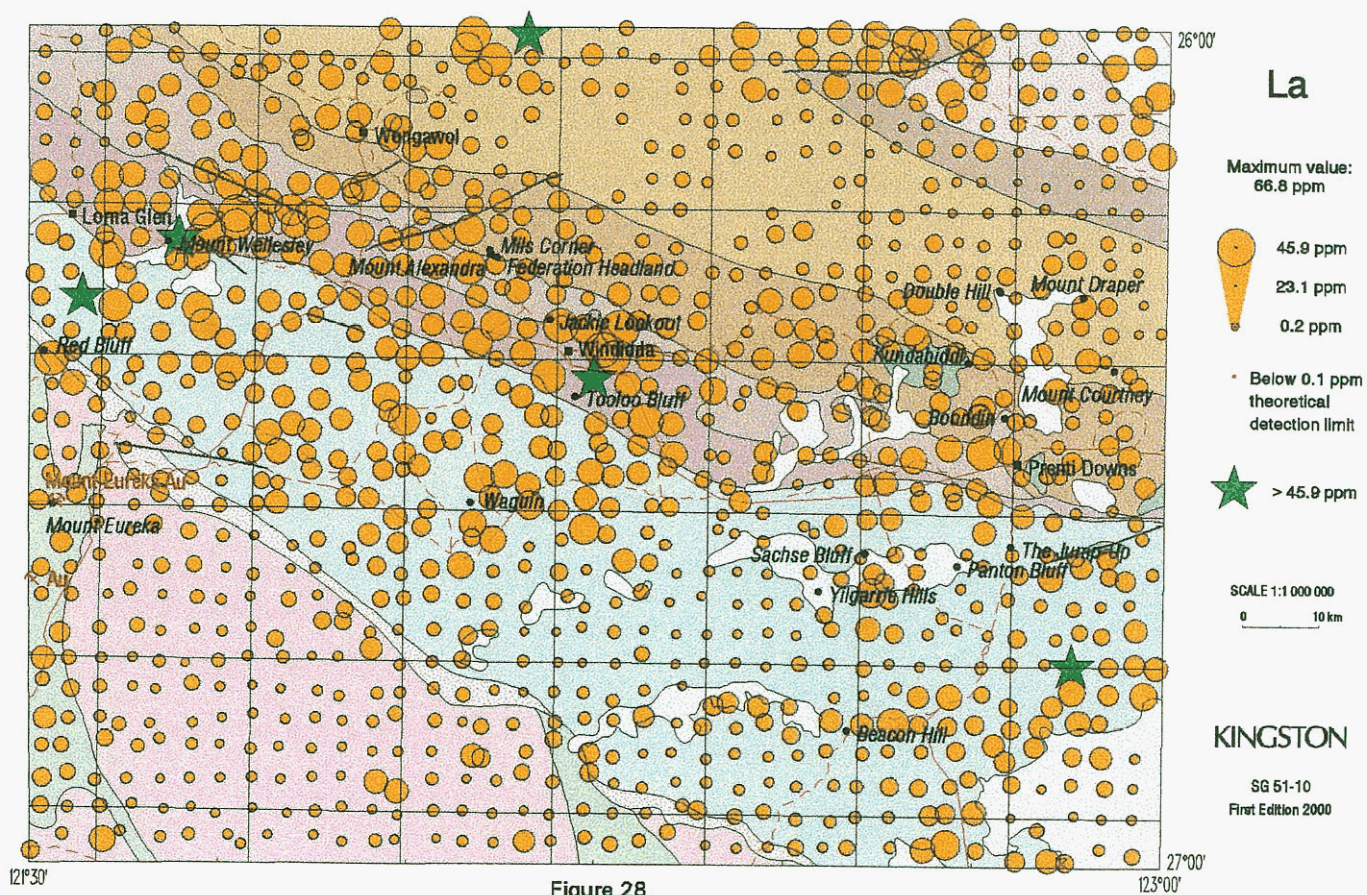 26°00'
La
Maximum value:
66.8 ppm
45.9 ppm
23.1 ppm
0.2 ppm
Below 0.1 ppm
theoretical
detection limit
> 45.9 ppm
SCALE 1:1 000 000
0 10 km
KINGSTON
SG 51-10
First Edition 2000
Wongawol
Lorna Glen
Mount Wellesley
Mils Corner
Mount Alexandra
Federation Headland
Double Hill
Mount Draper
Jackie Lookout
Red Bluff
Windidda
Kundabiddi
Tooloo Bluff
Mount Courtney
Boondin
Prenti Downs
Mount Eureka Au
Waguin
Mount Eureka
Sachse Bluff
The Jump-Up
Panton Bluff
Au
Yilgarnt Hills
Beacon Hill
27°00'
121°30'
123°00'
Figure 28